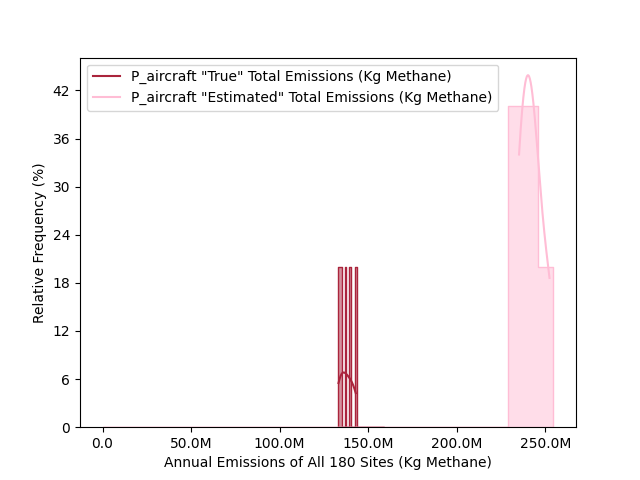 P_aircraft "True" Total Emissions (Kg Methane)
P_aircraft "Estimated" Total Emissions (Kg Methane)
42
36
30
24
18
12
6
0
Relative Frequency (%)
0.0 50.0M 100.0M 150.0M 200.0M 250.0M
Annual Emissions of All 180 Sites (Kg Methane)